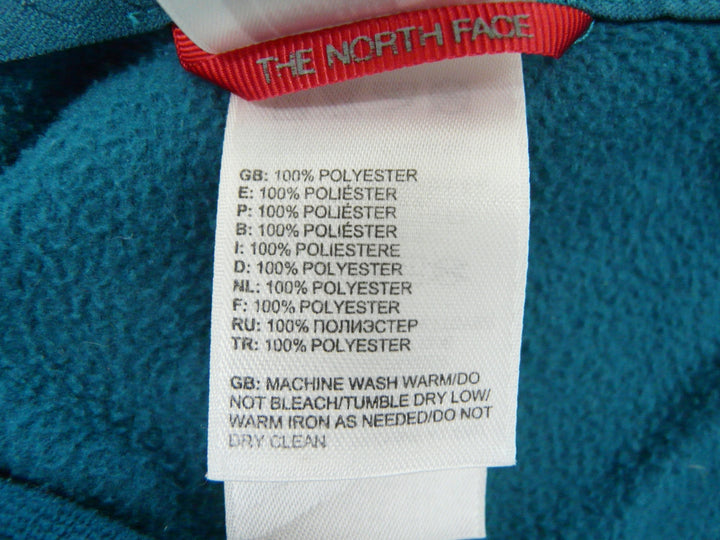 THE NORTH FACE
GB: 100% POLYESTER
E: 100% POLIÉSTER
P: 100% POLIÉSTER
B: 100% POLIÉSTER
I: 100% POLIESTERE
D: 100% POLYESTER
NL: 100% POLYESTER
F: 100% POLYESTER
RU: 100% ПОЛИЭСТЕР
TR: 100% POLYESTER
GB: MACHINE WASH WARM/DO
NOT BLEACH/TUMBLE DRY LOW/
WARM IRON AS NEEDED/DO NOT
DRY CLEAN